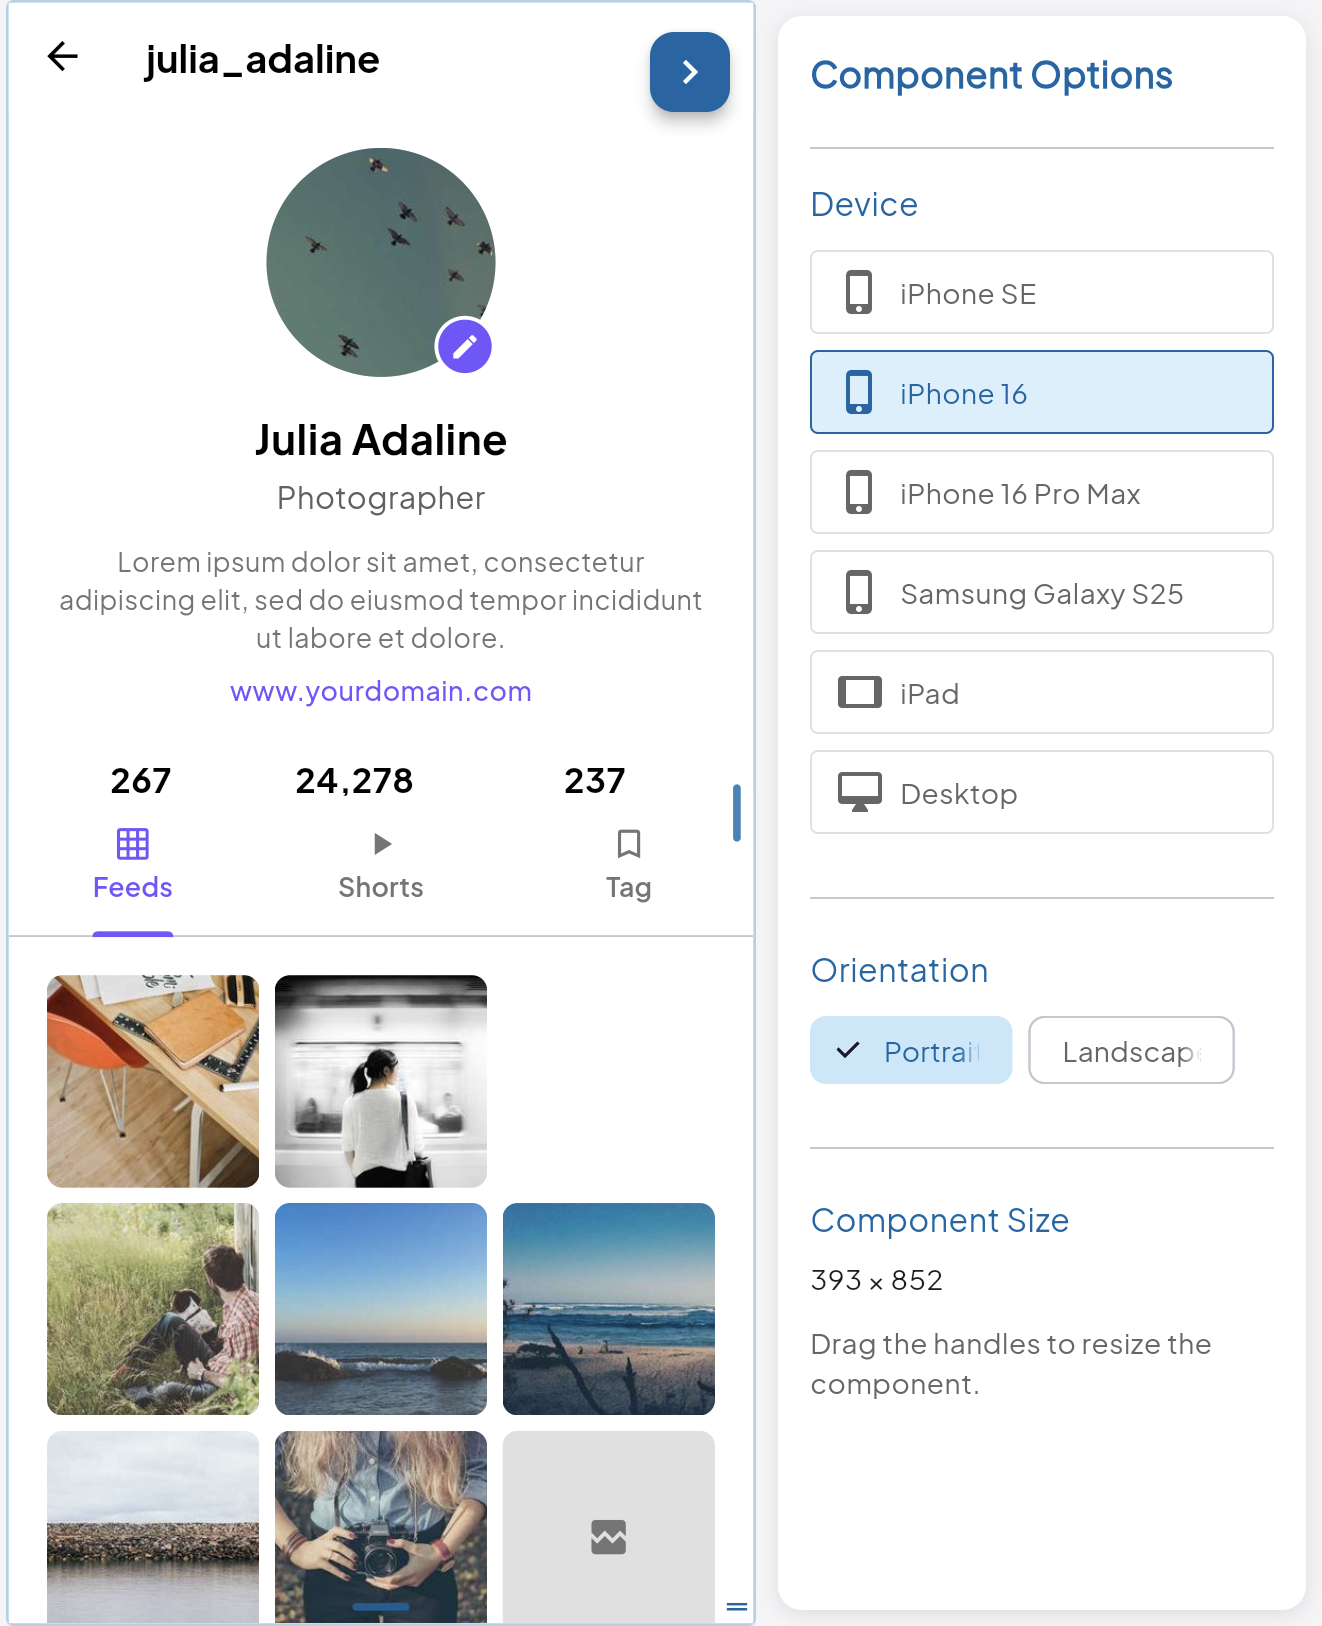 julia_adaline
Julia Adaline
Photographer
Lorem ipsum dolor sit amet, consectetur
adipiscing elit, sed do eiusmod tempor incididunt
ut labore et dolore.
www.yourdomain.com
267 24,278 237
Feeds Shorts Tag
Component Options
Device
iPhone SE
iPhone 16
iPhone 16 Pro Max
Samsung Galaxy S25
iPad
Desktop
Orientation
Portrait Landscape
Component Size
393 × 852
Drag the handles to resize the
component.